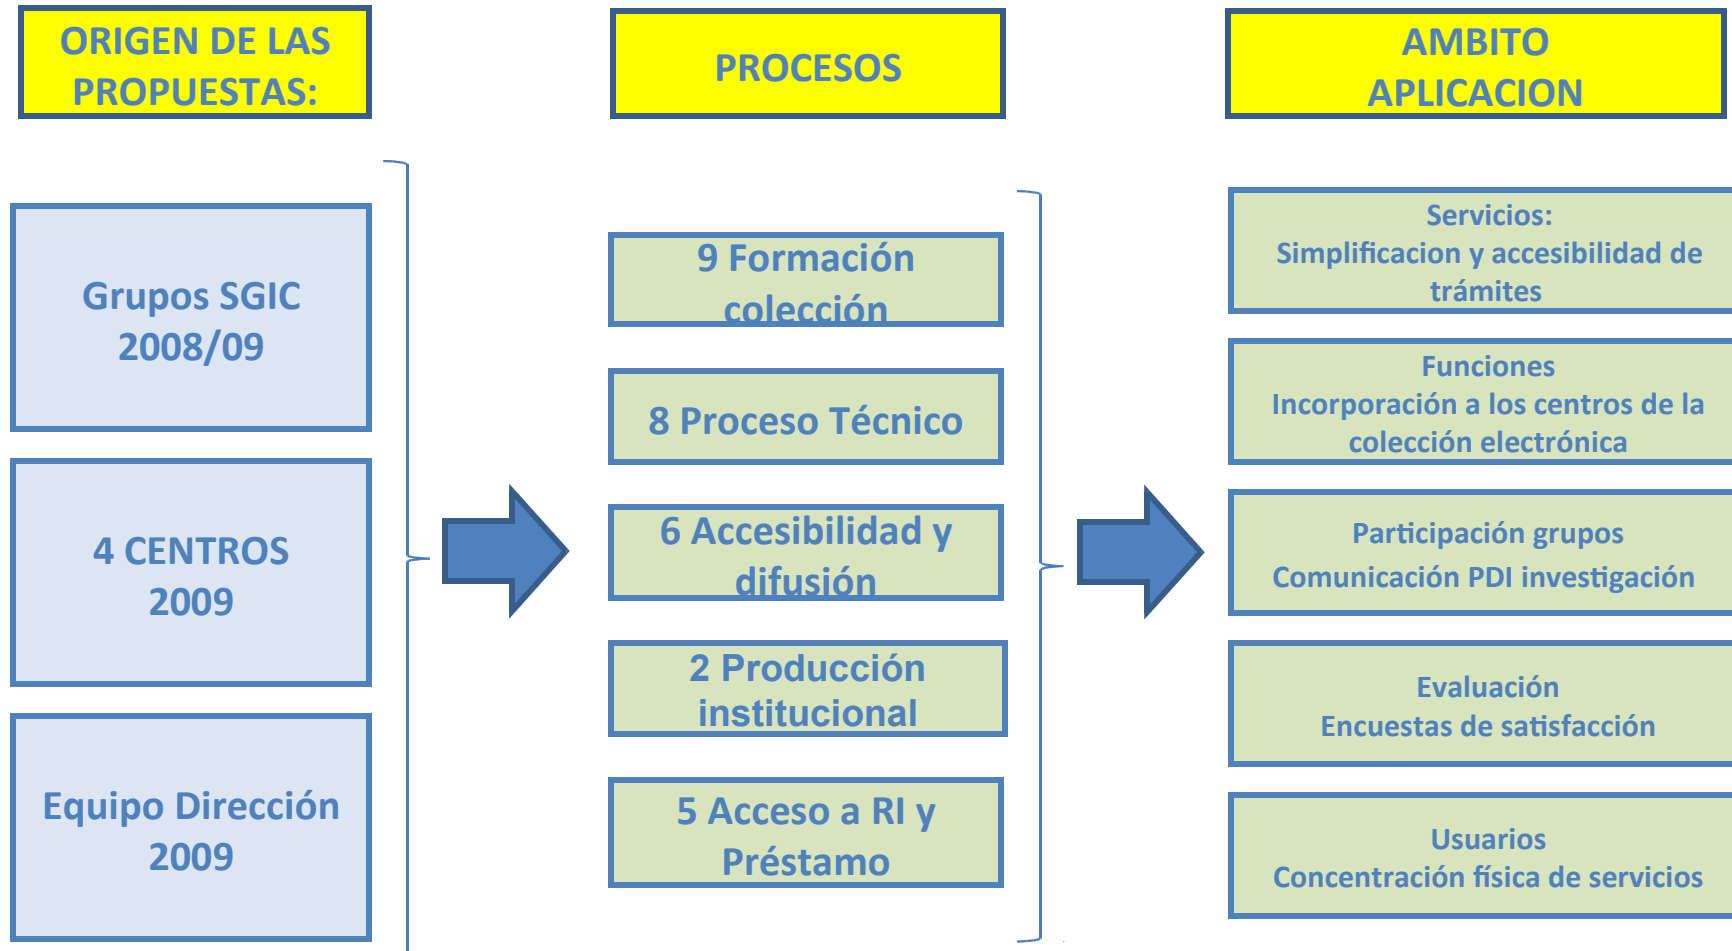 ORIGEN DE LAS
PROPUESTAS:
PROCESOS
AMBITO
APLICACION
Grupos SGIC
2008/09
4 CENTROS
2009
Equipo Dirección
2009
9 Formación
colección
8 Proceso Técnico
6 Accesibilidad y
difusión
2 Producción
institucional
5 Acceso a RI y
Préstamo
Servicios:
Simplificacion y accesibilidad de
trámites
Funciones
Incorporación a los centros de la
colección electrónica
Participación grupos
Comunicación PDI investigación
Evaluación
Encuestas de satisfacción
Usuarios
Concentración física de servicios